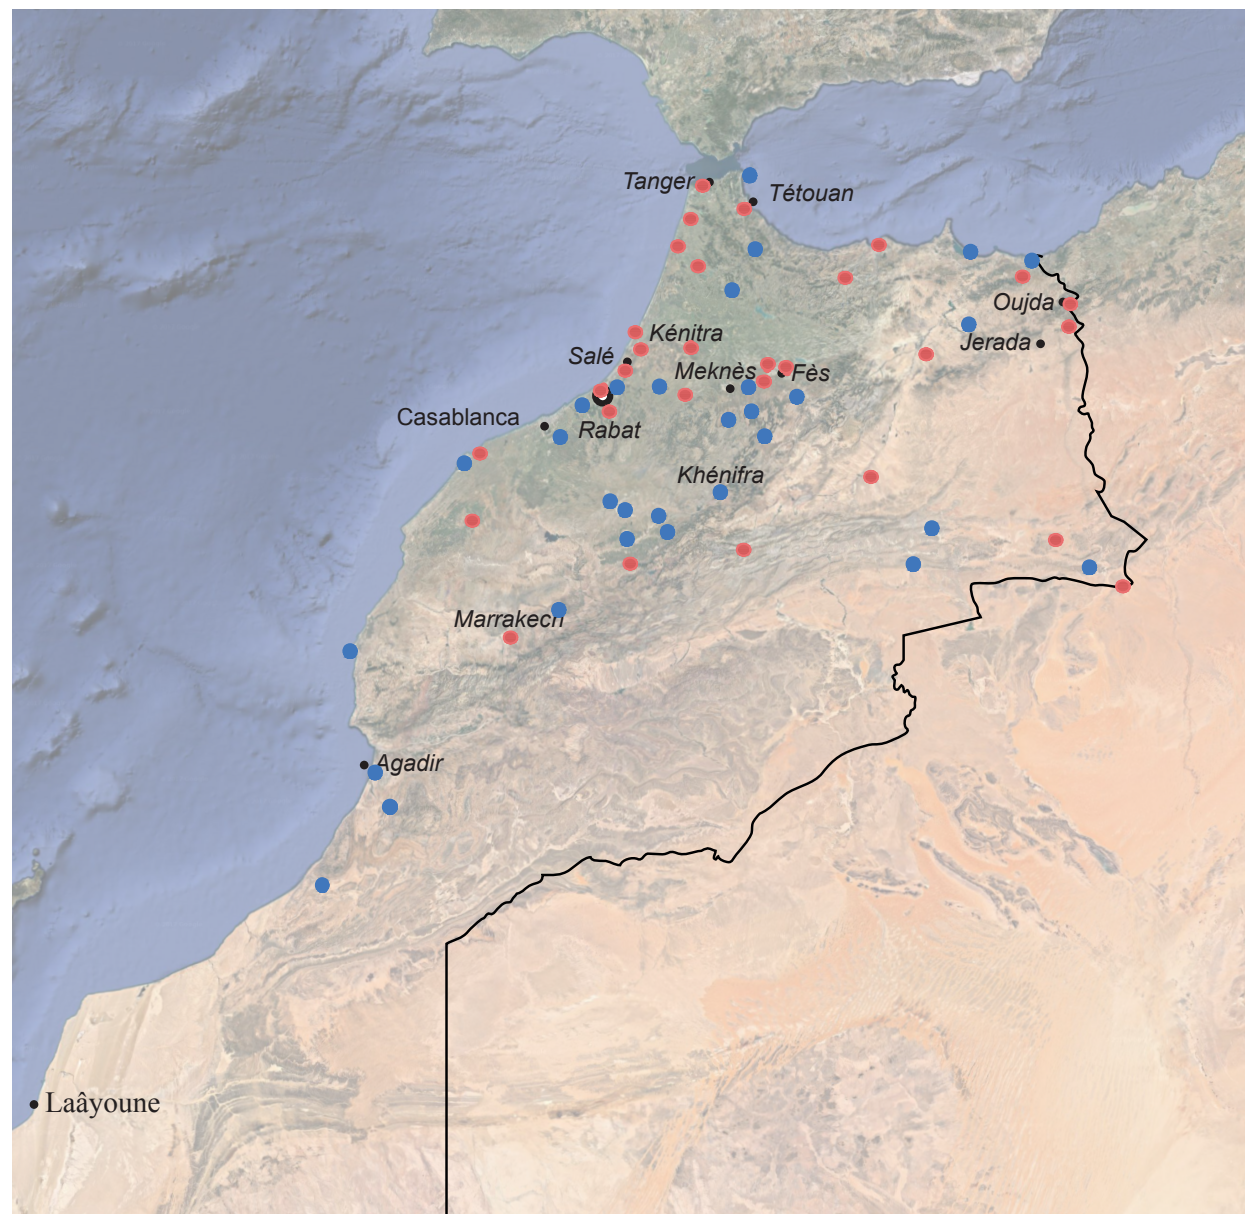 Tanger
Tétouan
Oujda
Kénitra
Jerada
Salé
Meknès
Fès
Casablanca
Rabat
Khénifra
Marrakech
Agadir
Laâyoune